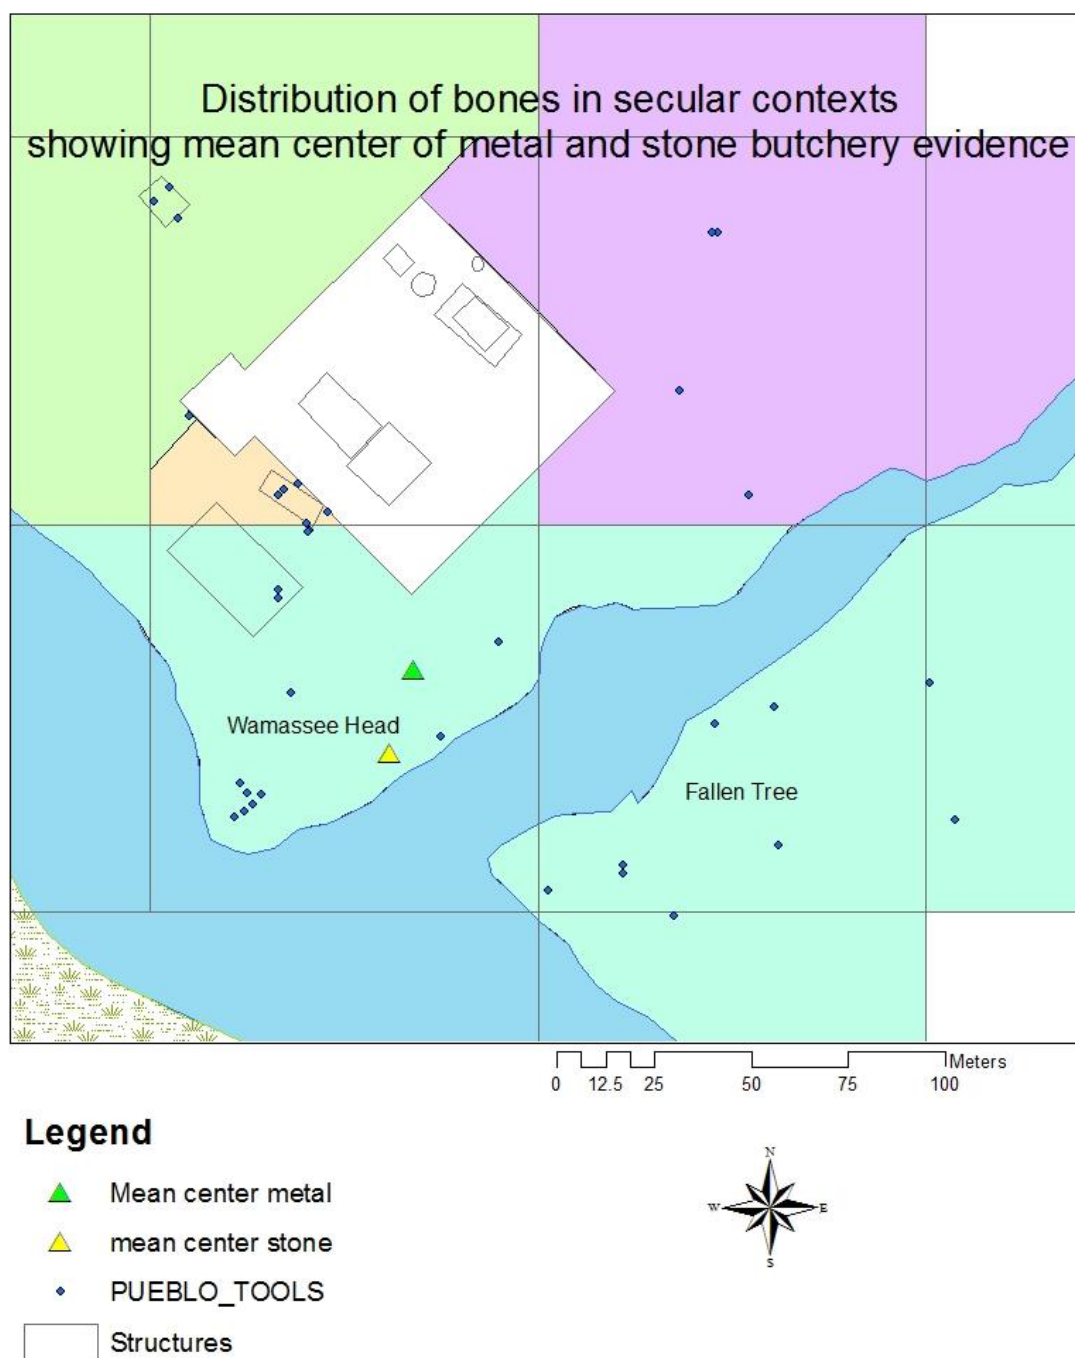 Distribution of bones in secular contexts
showing mean center of metal and stone butchery evidence
Wamassee Head
Fallen Tree
Meters
0 12.5 25 50 75 100
Legend
Mean center metal
mean center stone
PUEBLO_TOOLS
Structures
N
W E
S